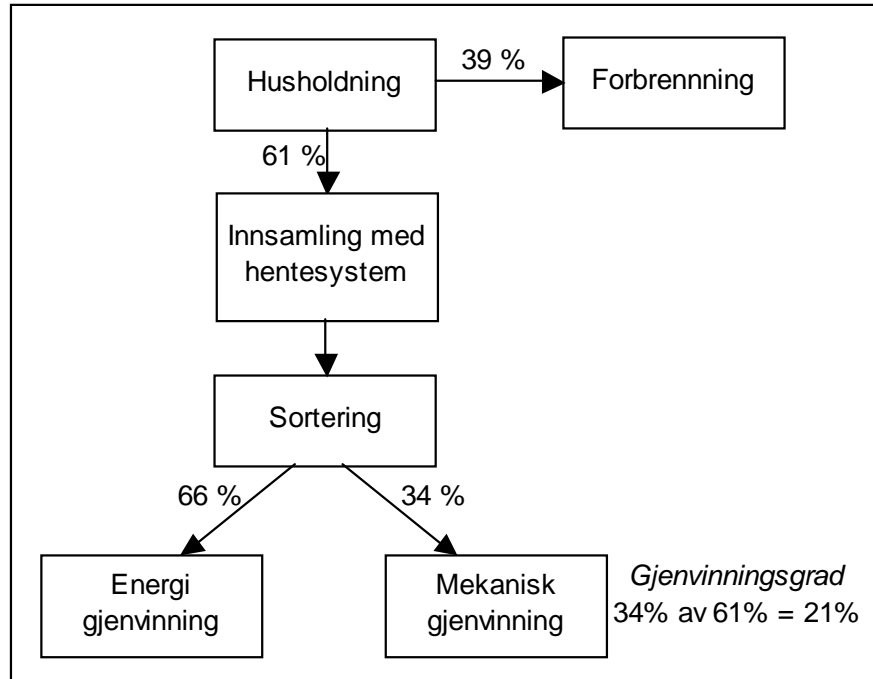 Husholdning
39 %
Forbrennning
61 %
Innsamling med
hentesystem
Sortering
66 %
34 %
Energi
gjenvinning
Mekanisk
gjenvinning
Gjenvinningsgrad
34% av 61% = 21%